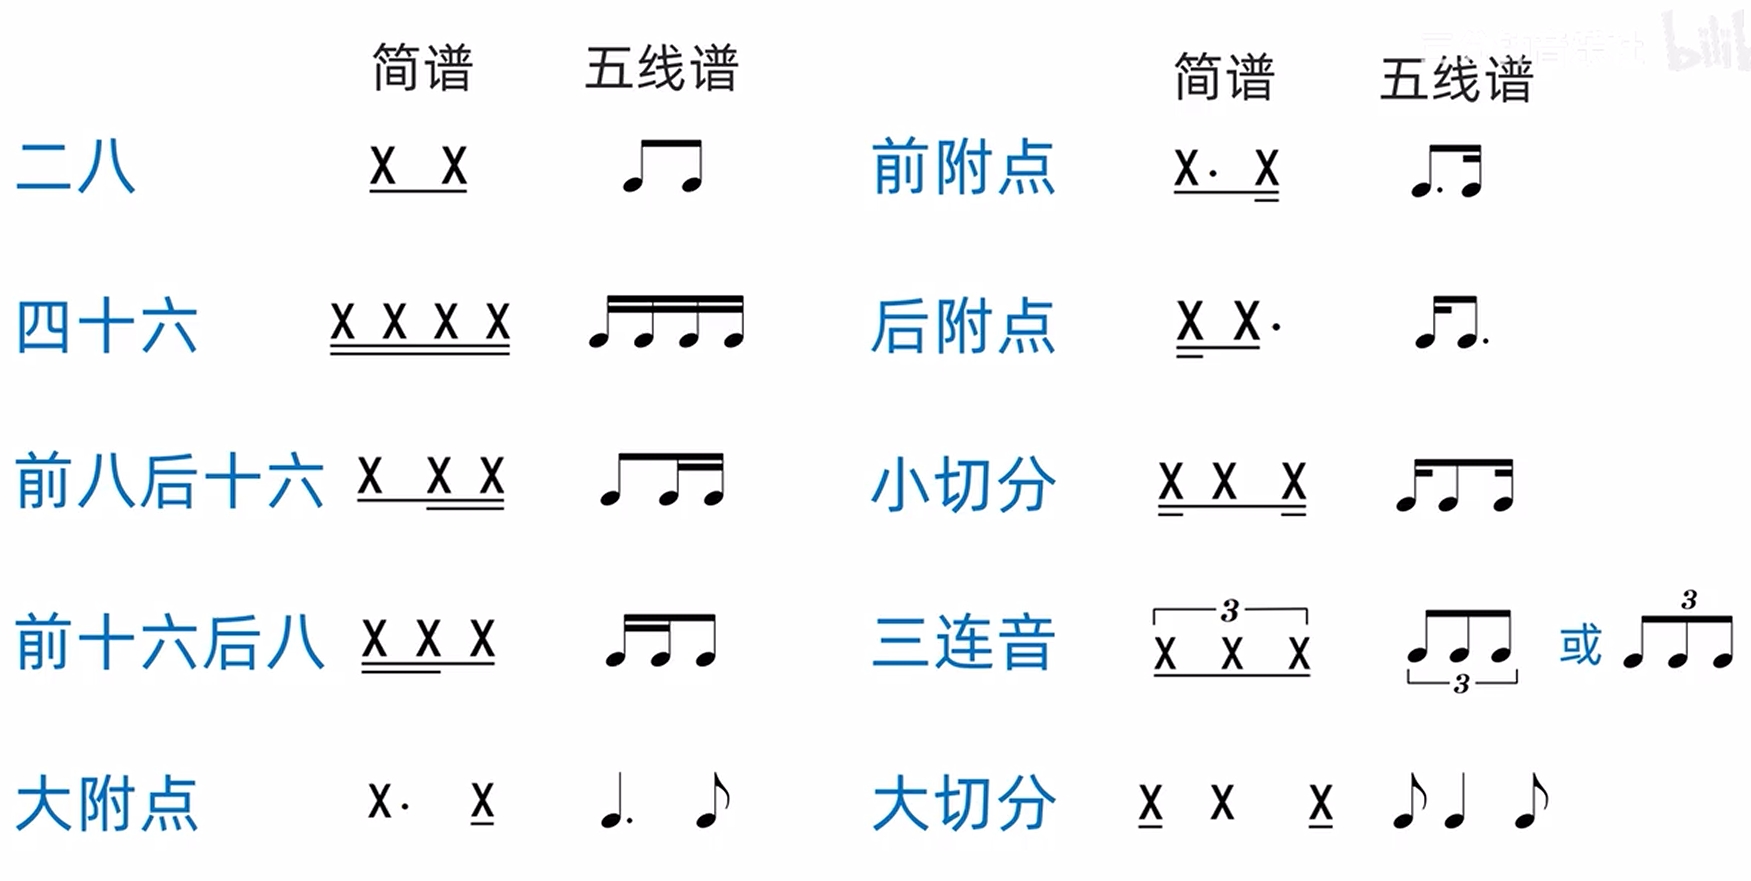 简谱 五线谱 简谱 五线谱
二八 X X 前附点 X· X
四十六 X X X X 后附点 X X·
前八后十六 X X X 小切分 X X X
前十六后八 X X X 三连音 3 X X X 3 或 3
大附点 X· X 大切分 X X X